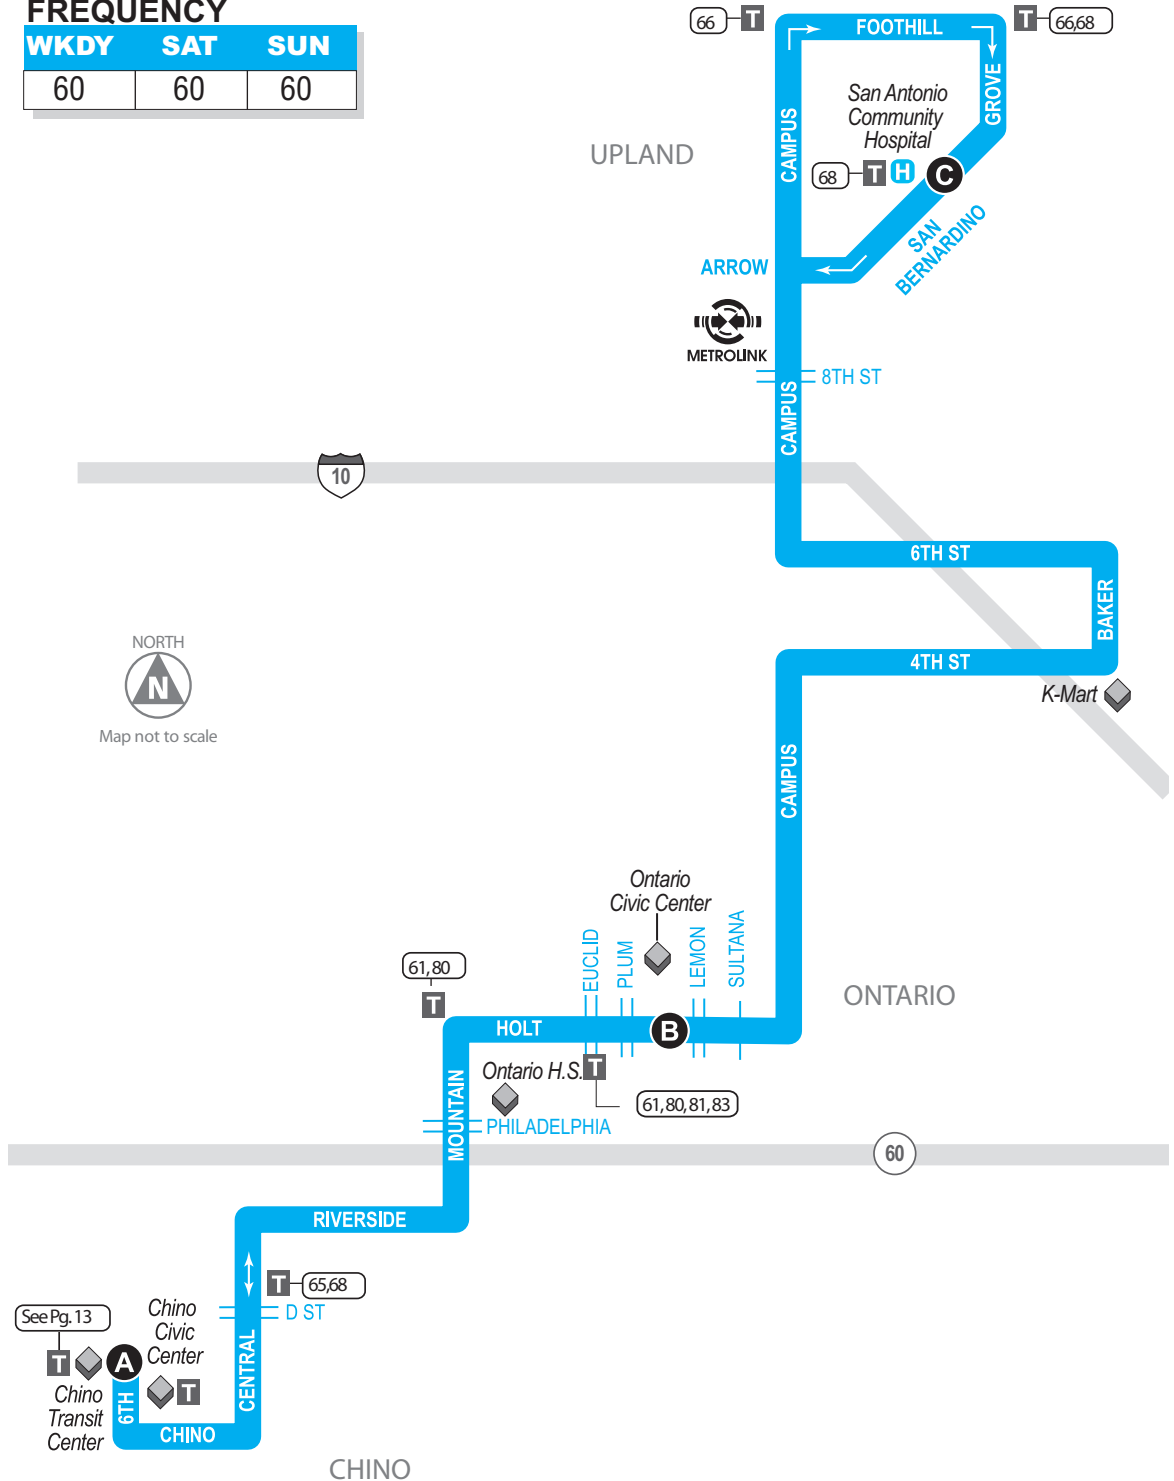 FREQUENCY
WKDY SAT SUN
60 60 60
66 T
FOOTHILL
T 66,68
GROVE
CAMPUS
San Antonio
Community
Hospital
68 T H C
UPLAND
SAN
BERNARDINO
ARROW
METROLINK
8TH ST
CAMPUS
10
6TH ST
BAKER
4TH ST
K-Mart
NORTH
N
Map not to scale
CAMPUS
Ontario
Civic Center
EUCLID
PLUM
LEMON
SULTANA
61,80
T
ONTARIO
HOLT
B
Ontario H.S.
T
61,80,81,83
MOUNTAIN
PHILADELPHIA
60
RIVERSIDE
T 65,68
D ST
See Pg. 13
Chino
Civic
Center
T A
T
CENTRAL
6TH
Chino
Transit
Center
CHINO
CHINO